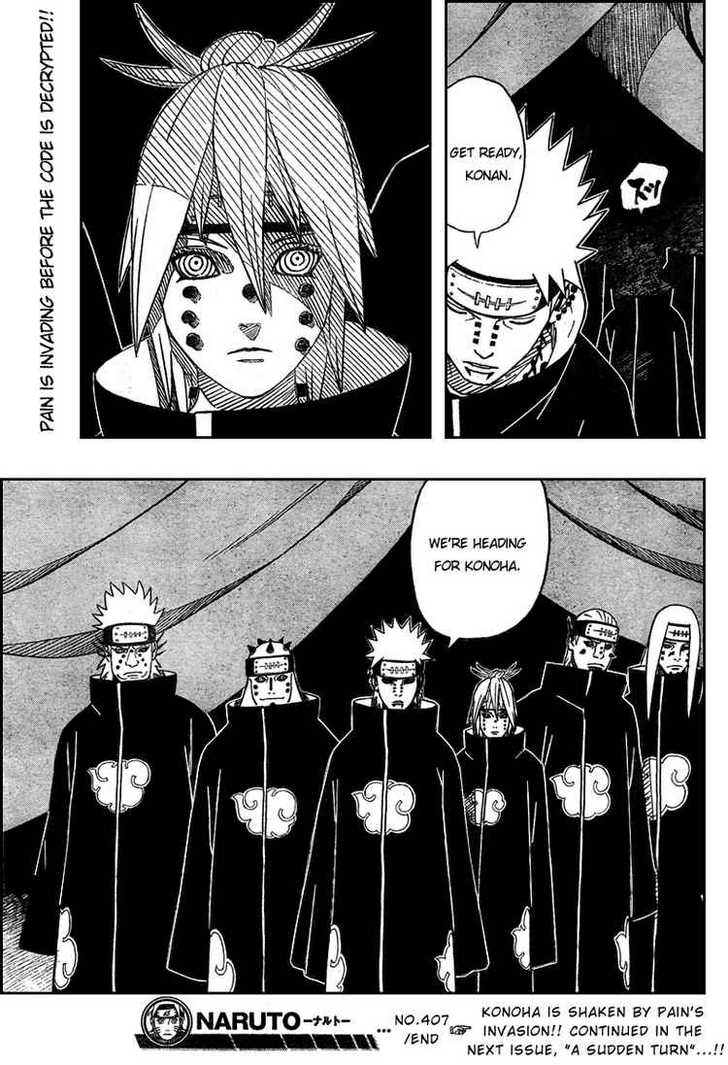 PAIN IS INVADING BEFORE THE CODE IS DECRYPTED!!
GET READY,
KONAN.
WE'RE HEADING
FOR KONOHA.
NARUTO —ナルト—
... NO.407
/END
☞ KONOHA IS SHAKEN BY PAIN'S
INVASION!! CONTINUED IN THE
NEXT ISSUE, "A SUDDEN TURN"...!!